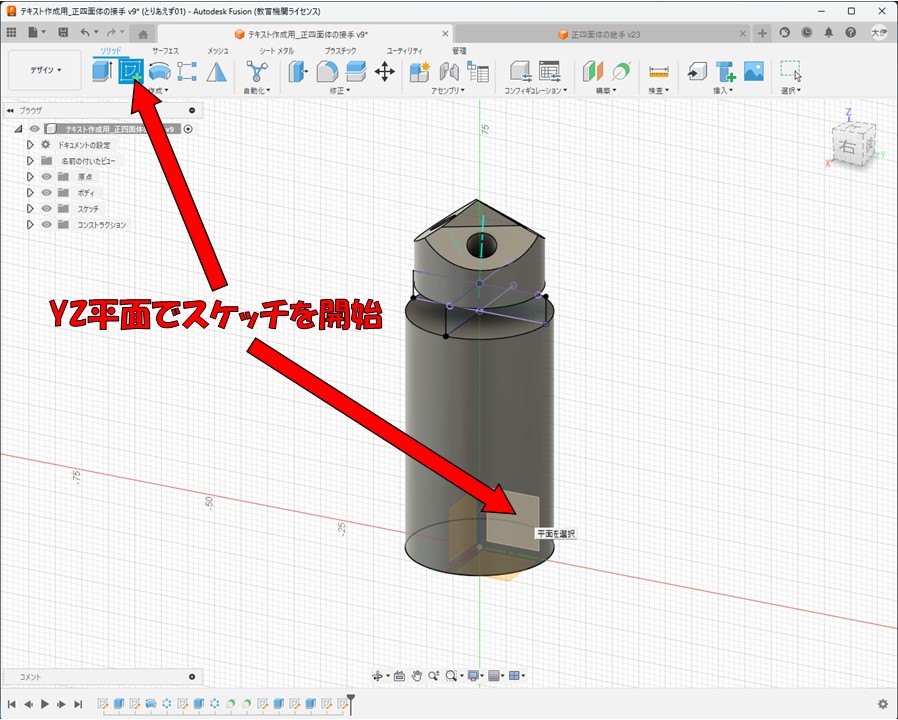 テキスト作成用_正四面体の接手 v9* (とりあえず01) - Autodesk Fusion (教育機関ライセンス)
テキスト作成用_正四面体の接手 v9*
正四面体の継手 v23
大伊
デザイン
ソリッド サーフェス メッシュ シート メタル プラスチック ユーティリティ 管理
作成 自動化 修正 アセンブリ コンフィギュレーション 構築 検査 挿入 選択
ブラウザ
テキスト作成用_正四面体の v9
ドキュメントの設定
名前の付いたビュー
原点
ボディ
スケッチ
コンストラクション
75
Z
右
X
Y
YZ平面でスケッチを開始
-75
-50
-25
平面を選択
コメント